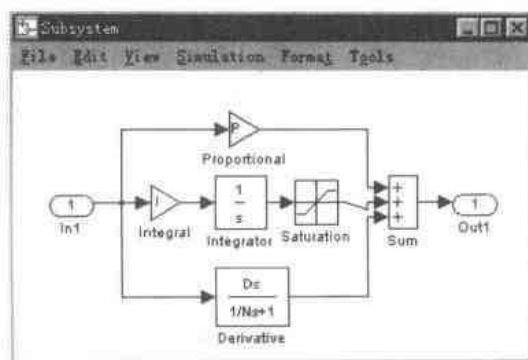 Subsystem
File Edit View Simulation Format Tools
P
Proportional
1
In1
I
Integral
1
s
Integrator
Saturation
+
+
+
Sum
1
Out1
Ds
1/Ns+1
Derivative